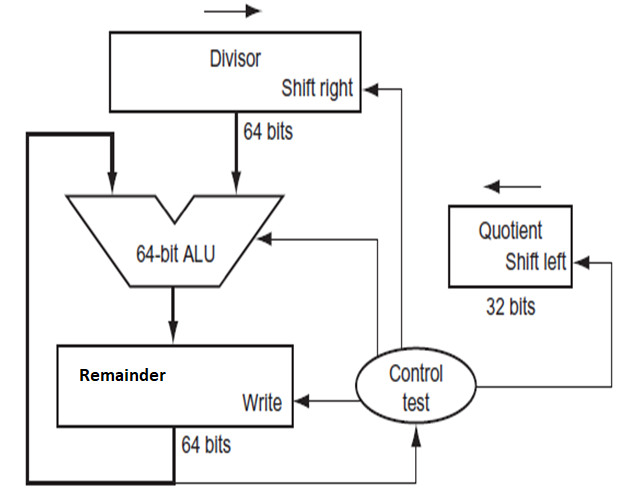 Divisor
Shift right
64 bits
64-bit ALU
Quotient
Shift left
32 bits
Remainder
Write
Control
test
64 bits